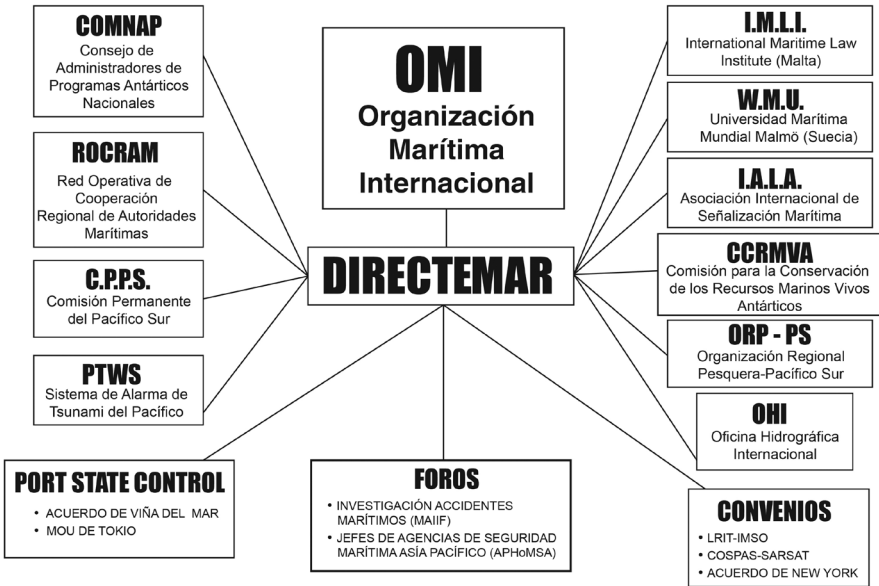 COMNAP
Consejo de
Administradores de
Programas Antárticos
Nacionales
ROCRAM
Red Operativa de
Cooperación
Regional de Autoridades
Marítimas
C.P.P.S.
Comisión Permanente
del Pacífico Sur
PTWS
Sistema de Alarma de
Tsunami del Pacífico
OMI
Organización
Marítima
Internacional
DIRECTEMAR
I.M.L.I.
International Maritime Law
Institute (Malta)
W.M.U.
Universidad Marítima
Mundial Malmö (Suecia)
I.A.L.A.
Asociación Internacional de
Señalización Marítima
CCRMVA
Comisión para la Conservación
de los Recursos Marinos Vivos
Antárticos
ORP - PS
Organización Regional
Pesquera-Pacífico Sur
OHI
Oficina Hidrográfica
Internacional
PORT STATE CONTROL
• ACUERDO DE VIÑA DEL MAR
• MOU DE TOKIO
FOROS
• INVESTIGACIÓN ACCIDENTES
MARÍTIMOS (MAIIF)
• JEFES DE AGENCIAS DE SEGURIDAD
MARÍTIMA ASÍA PACÍFICO (APHoMSA)
CONVENIOS
• LRIT-IMSO
• COSPAS-SARSAT
• ACUERDO DE NEW YORK